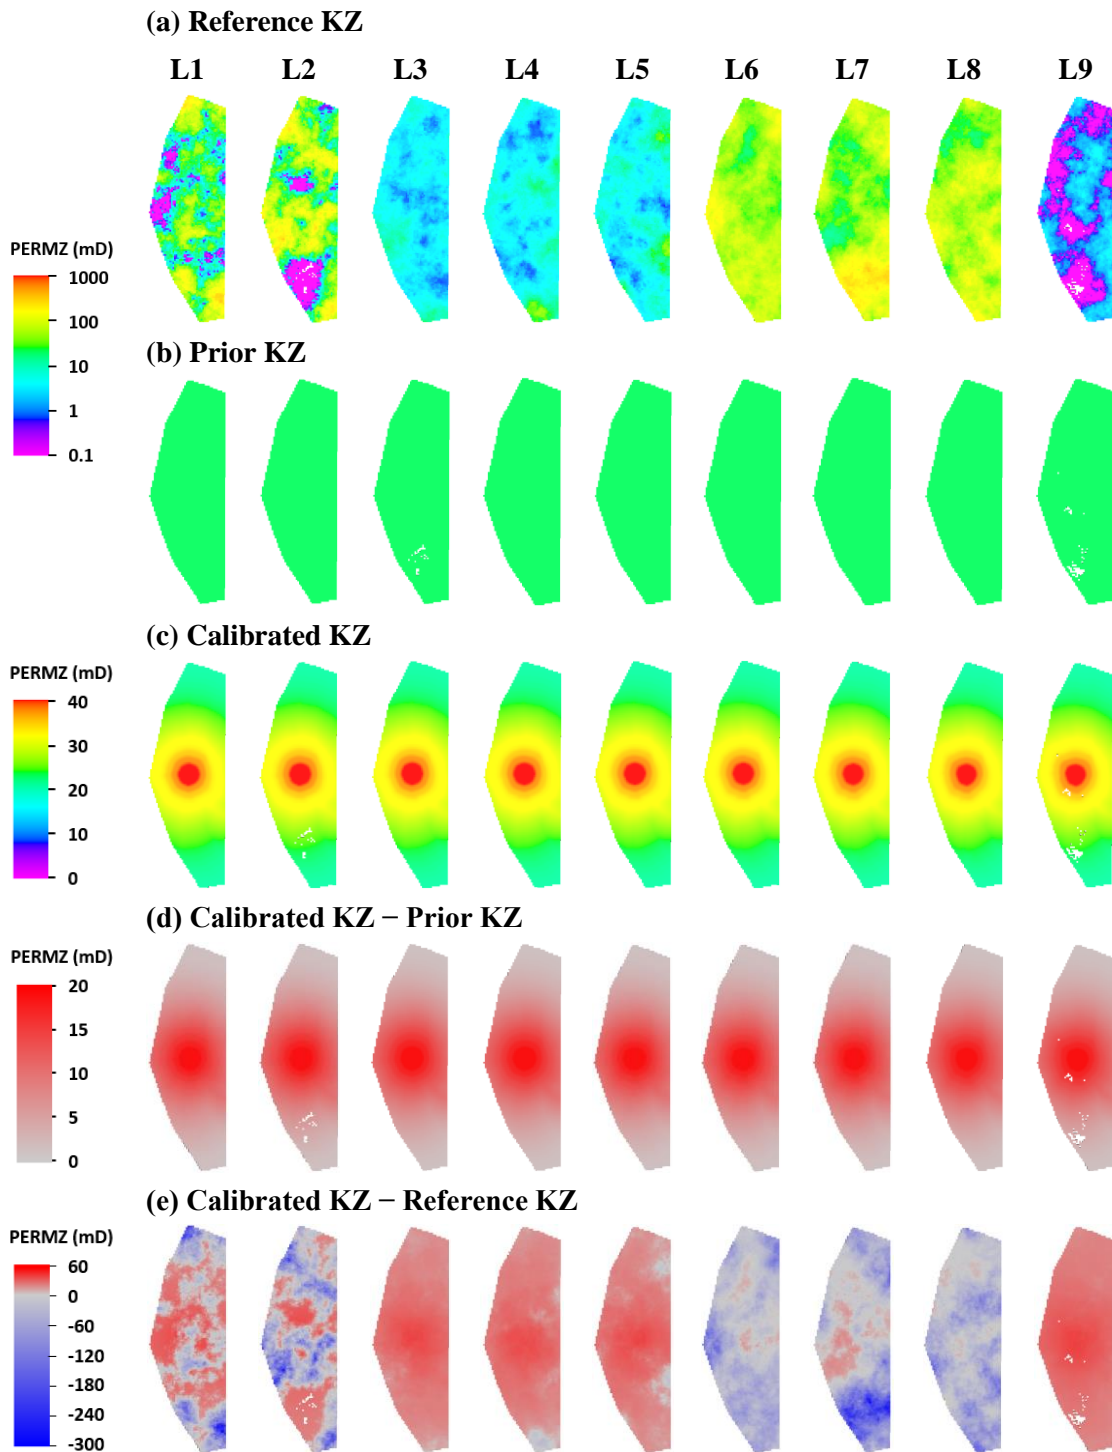 (a) Reference KZ
L1 L2 L3 L4 L5 L6 L7 L8 L9
PERMZ (mD)
1000
100
10
1
0.1
(b) Prior KZ
(c) Calibrated KZ
PERMZ (mD)
40
30
20
10
0
(d) Calibrated KZ − Prior KZ
PERMZ (mD)
20
15
10
5
0
(e) Calibrated KZ − Reference KZ
PERMZ (mD)
60
0
-60
-120
-180
-240
-300